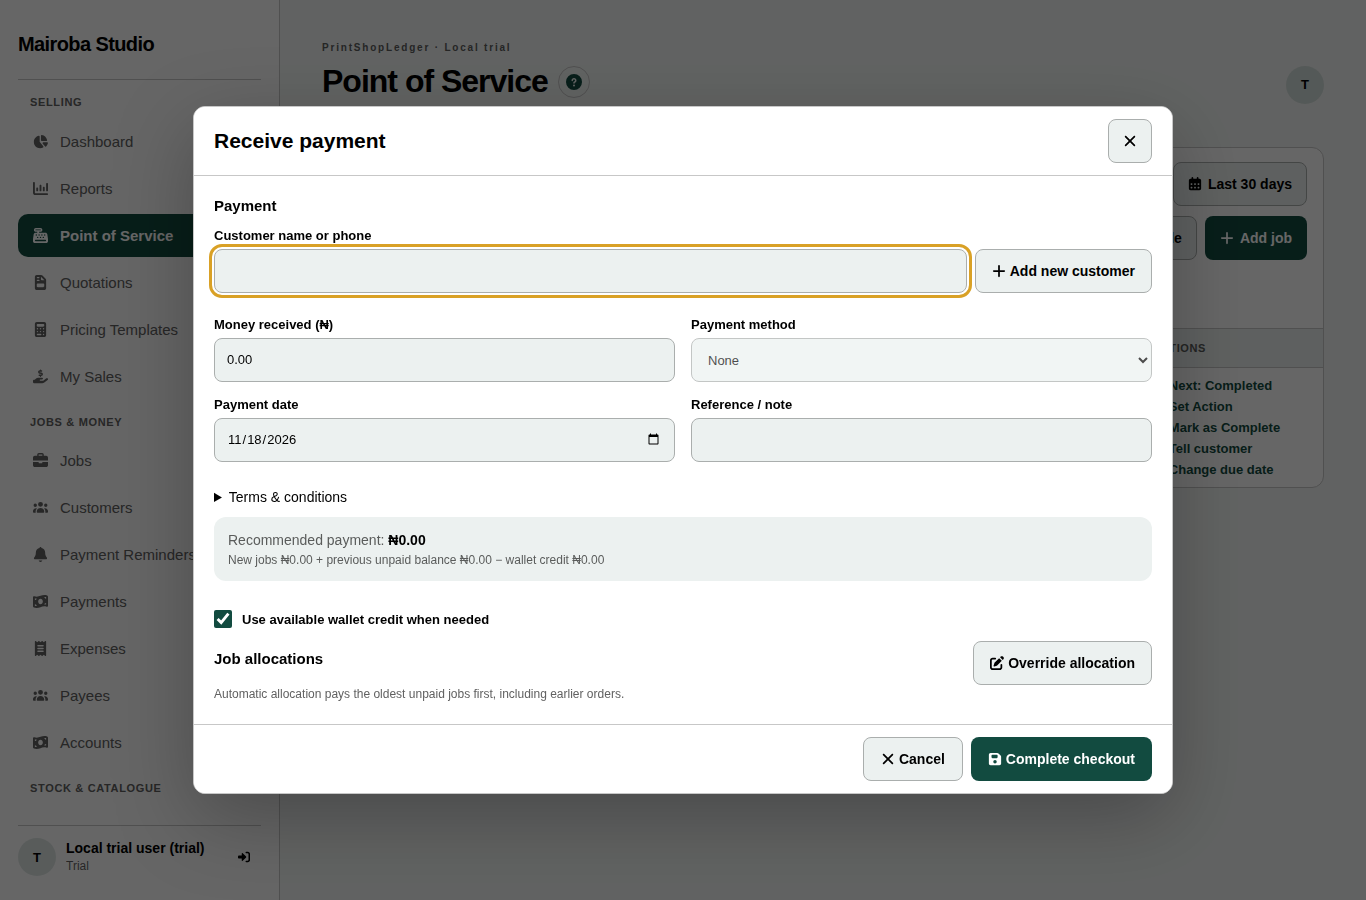 Mairoba Studio
SELLING
Dashboard
Reports
Point of Service
Quotations
Pricing Templates
My Sales
JOBS & MONEY
Jobs
Customers
Payment Reminders
Payments
Expenses
Payees
Accounts
STOCK & CATALOGUE
T
Local trial user (trial)
Trial
PrintShopLedger · Local trial
Point of Service
?
T
Last 30 days
Add job
Next: Completed
Set Action
Mark as Complete
Tell customer
Change due date
Receive payment
Payment
Customer name or phone
Add new customer
Money received (₦)
Payment method
0.00
None
Payment date
Reference / note
11/18/2026
Terms & conditions
Recommended payment: ₦0.00
New jobs ₦0.00 + previous unpaid balance ₦0.00 − wallet credit ₦0.00
Use available wallet credit when needed
Job allocations
Override allocation
Automatic allocation pays the oldest unpaid jobs first, including earlier orders.
Cancel
Complete checkout